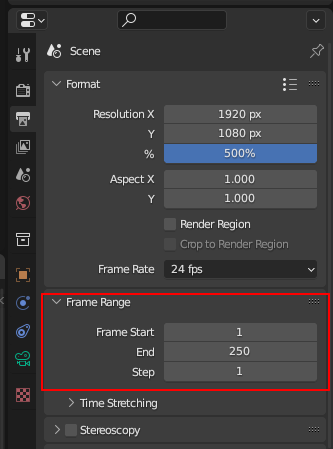 Scene
Format
Resolution X 1920 px
Y 1080 px
% 500%
Aspect X 1.000
Y 1.000
Render Region
Crop to Render Region
Frame Rate 24 fps
Frame Range
Frame Start 1
End 250
Step 1
Time Stretching
Stereoscopy